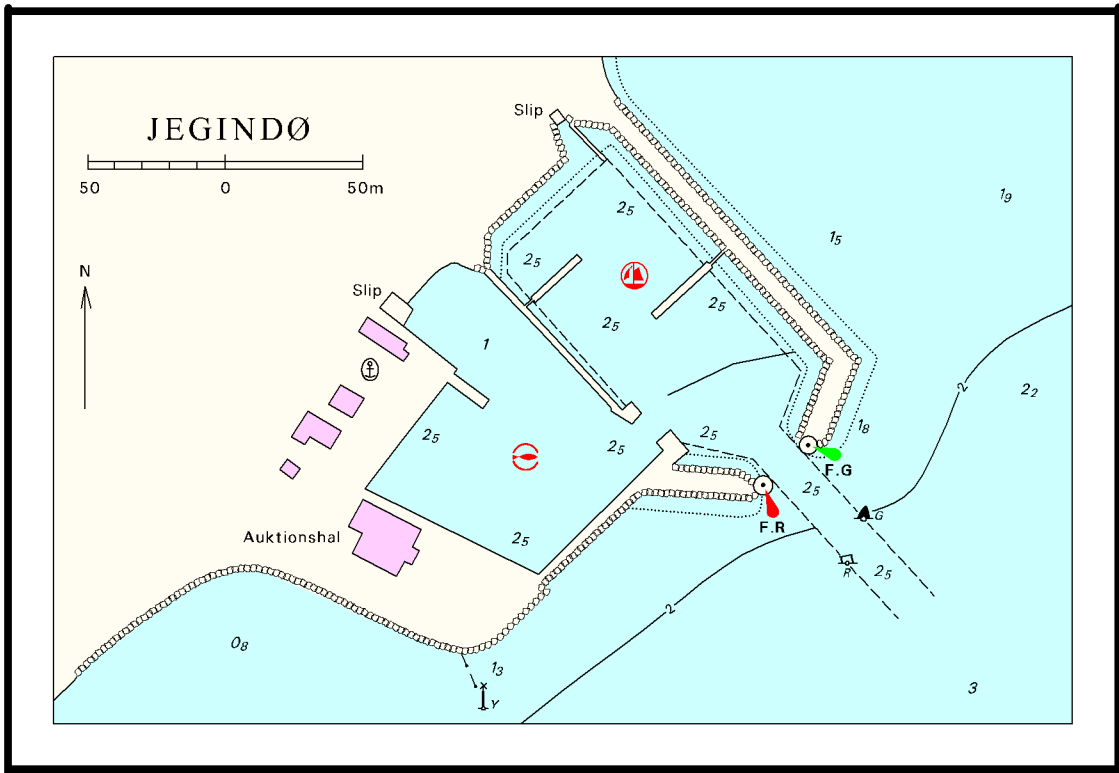 JEGINDØ
50 0 50m
N
Slip
Slip
Auktionshal
1₉
1₅
2₅
2₅
2₅
2₅
1
2
2₂
1₈
2₅
2₅
2₅
F.G
2₅
G
F.R
2₅
R
2₅
2
0₈
1₃
Y
3